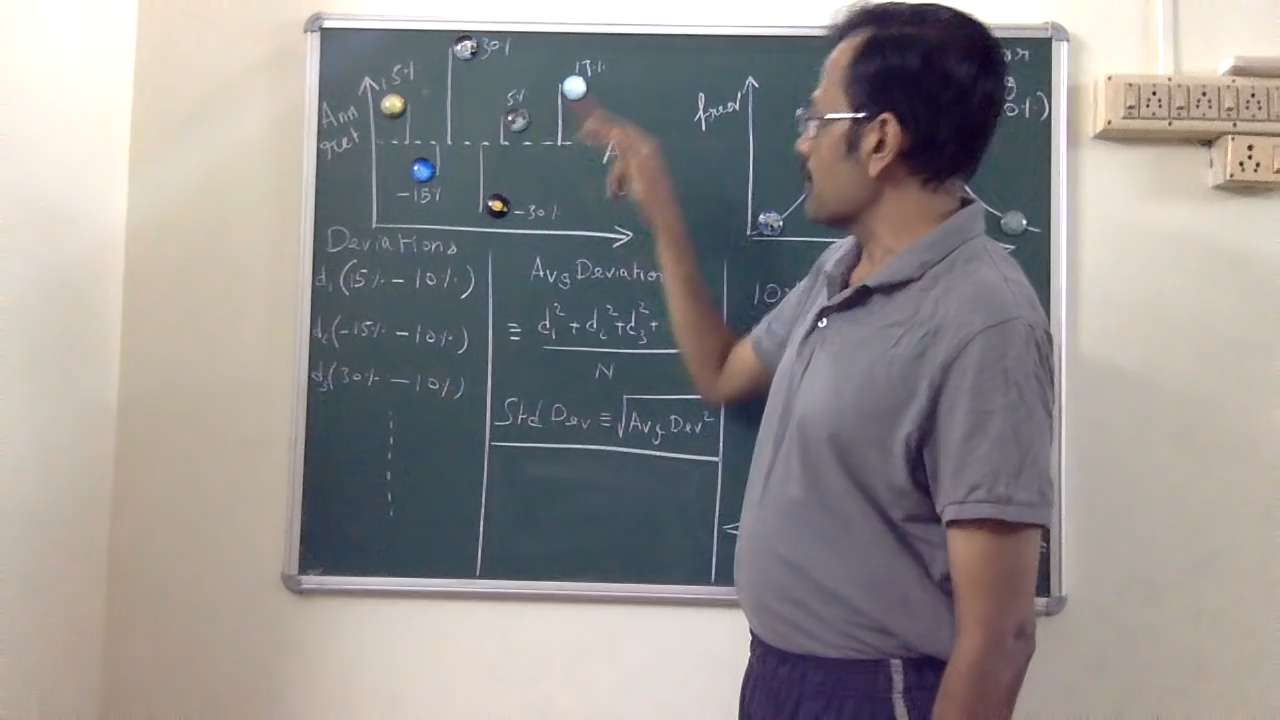 30%
15%
17%
5%
Ann
ret
freq
0%)
A
-15%
-30%
Deviations
d₁(15% - 10%)
d₂(-15% - 10%)
d₃(30% - 10%)
Avg Deviation
≡ d₁² + d₂² + d₃² +
N
Std Dev ≡ √Avg Dev²